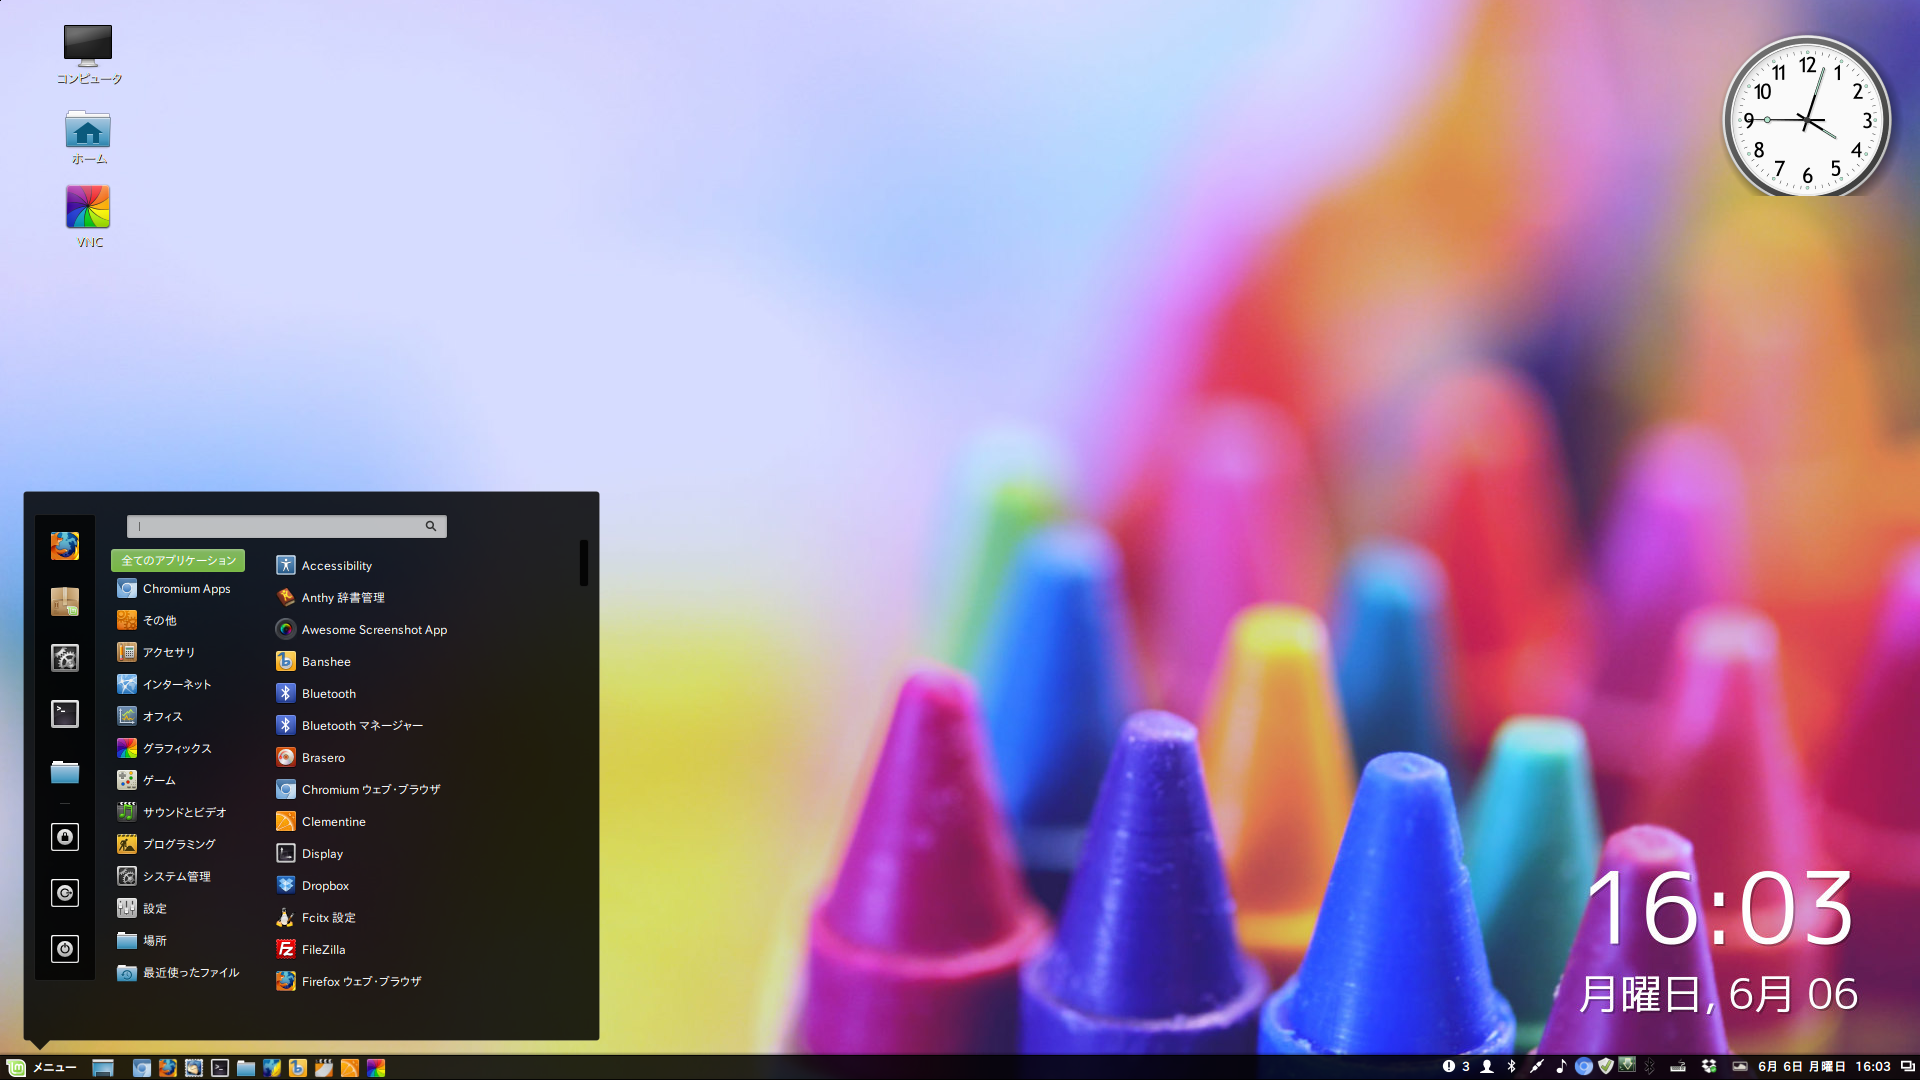 コンピュータ
ホーム
VNC
12
11
1
10
2
9
3
8
4
7
5
6
全てのアプリケーション
Chromium Apps
その他
アクセサリ
インターネット
オフィス
グラフィックス
ゲーム
サウンドとビデオ
プログラミング
システム管理
設定
場所
最近使ったファイル
Accessibility
Anthy 辞書管理
Awesome Screenshot App
Banshee
Bluetooth
Bluetooth マネージャー
Brasero
Chromium ウェブ・ブラウザ
Clementine
Display
Dropbox
Fcitx 設定
FileZilla
Firefox ウェブ・ブラウザ
16:03
月曜日, 6月 06
メニュー
3
6月 6日 月曜日 16:03